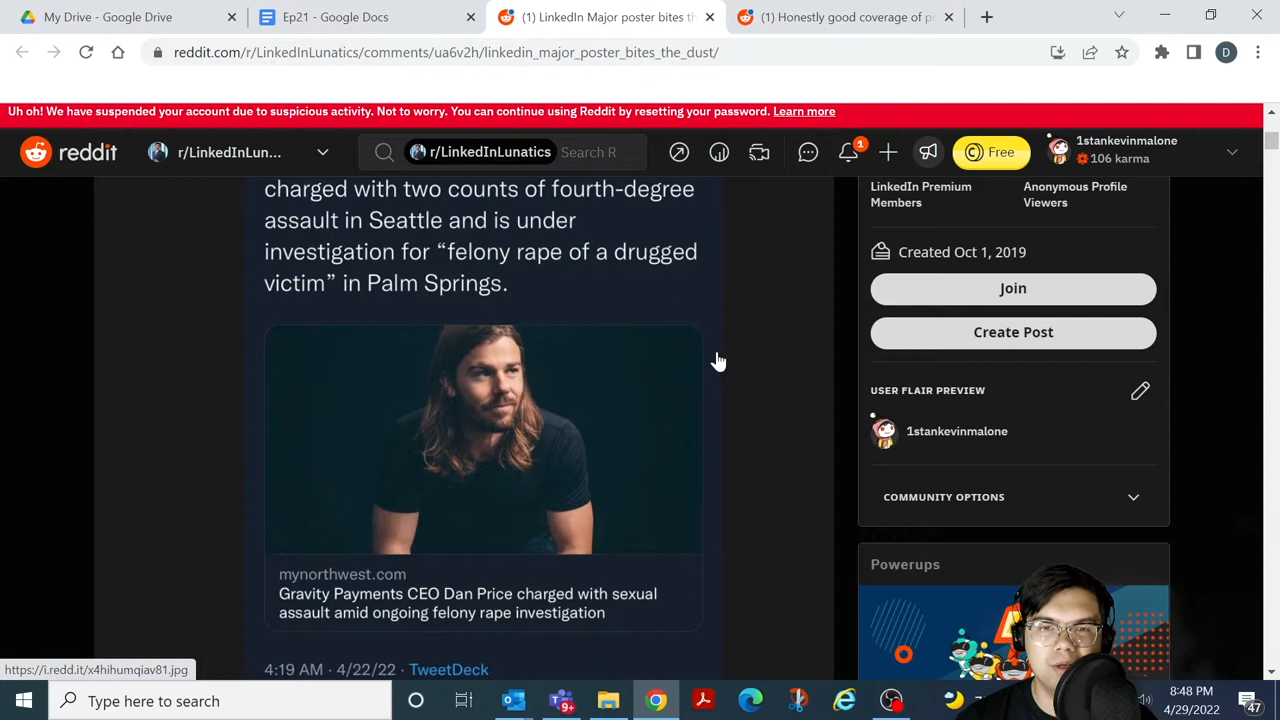 My Drive - Google Drive
Ep21 - Google Docs
(1) LinkedIn Major poster bites th
(1) Honestly good coverage of p
reddit.com/r/LinkedInLunatics/comments/ua6v2h/linkedin_major_poster_bites_the_dust/
D
Uh oh! We have suspended your account due to suspicious activity. Not to worry. You can continue using Reddit by resetting your password. Learn more
reddit
r/LinkedInLun...
r/LinkedInLunatics
Search R
1
Free
1stankevinmalone
106 karma
charged with two counts of fourth-degree
assault in Seattle and is under
investigation for “felony rape of a drugged
victim” in Palm Springs.
mynorthwest.com
Gravity Payments CEO Dan Price charged with sexual
assault amid ongoing felony rape investigation
4:19 AM · 4/22/22 · TweetDeck
LinkedIn Premium
Members
Anonymous Profile
Viewers
Created Oct 1, 2019
Join
Create Post
USER FLAIR PREVIEW
1stankevinmalone
COMMUNITY OPTIONS
Powerups
https://i.redd.it/x4hihumqiav81.jpg
Type here to search
9+
8:48 PM
4/29/2022
47